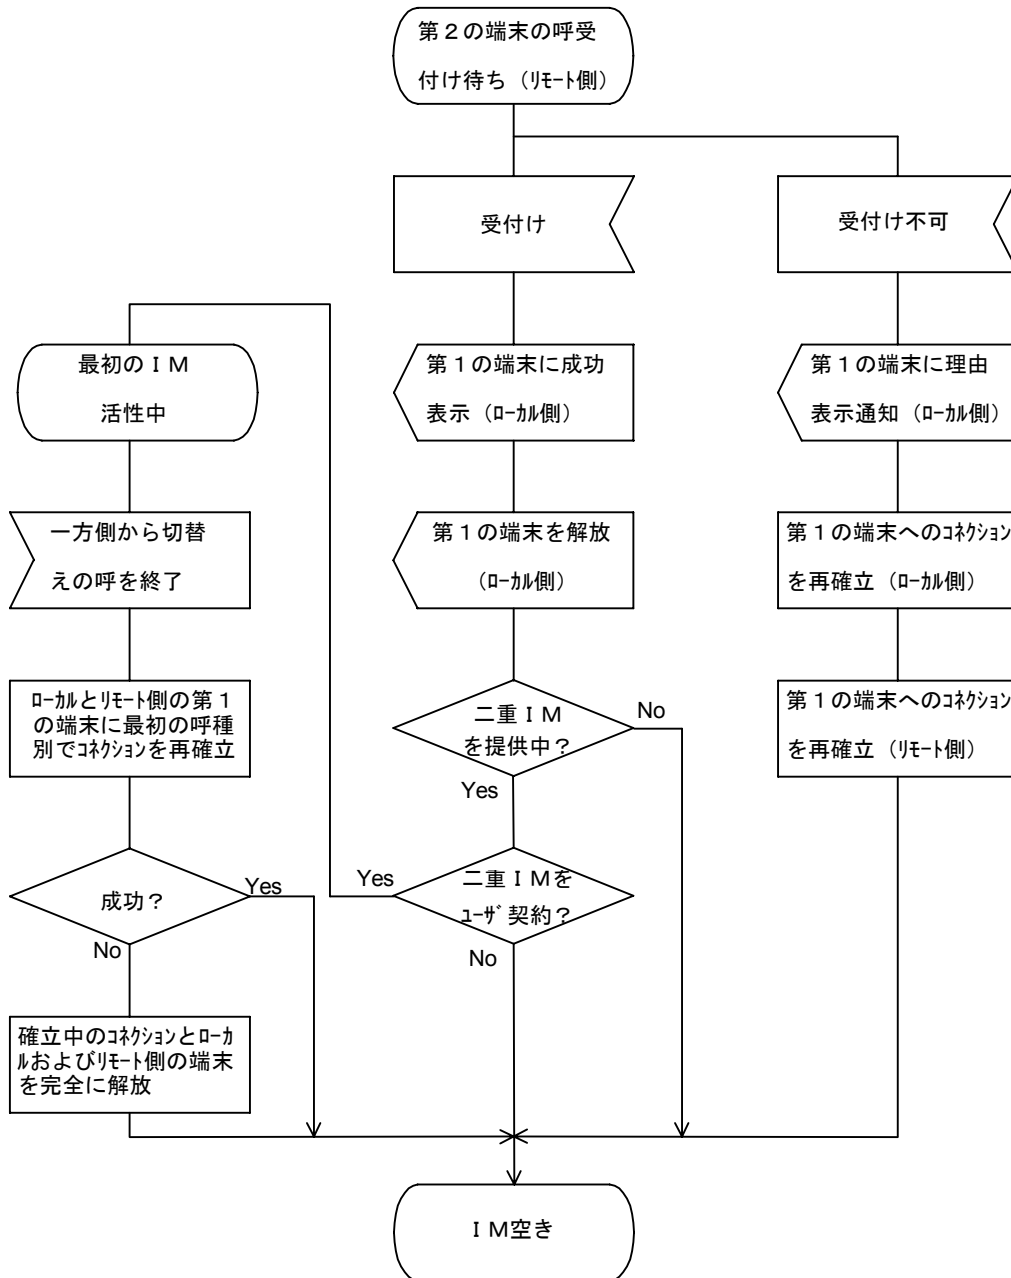 第２の端末の呼受
付け待ち（ﾘﾓｰﾄ側）
受付け
受付け不可
最初のＩＭ
活性中
第１の端末に成功
表示（ﾛｰｶﾙ側）
第１の端末に理由
表示通知（ﾛｰｶﾙ側）
一方側から切替
えの呼を終了
第１の端末を解放
（ﾛｰｶﾙ側）
第１の端末へのｺﾈｸｼｮﾝ
を再確立（ﾛｰｶﾙ側）
ﾛｰｶﾙとﾘﾓｰﾄ側の第１
の端末に最初の呼種
別でｺﾈｸｼｮﾝを再確立
二重ＩＭ
を提供中？
No
Yes
第１の端末へのｺﾈｸｼｮﾝ
を再確立（ﾘﾓｰﾄ側）
成功？
Yes
No
Yes
二重ＩＭを
ﾕｰｻﾞ契約？
No
確立中のｺﾈｸｼｮﾝとﾛｰｶ
ﾙおよびﾘﾓｰﾄ側の端末
を完全に解放
ＩＭ空き